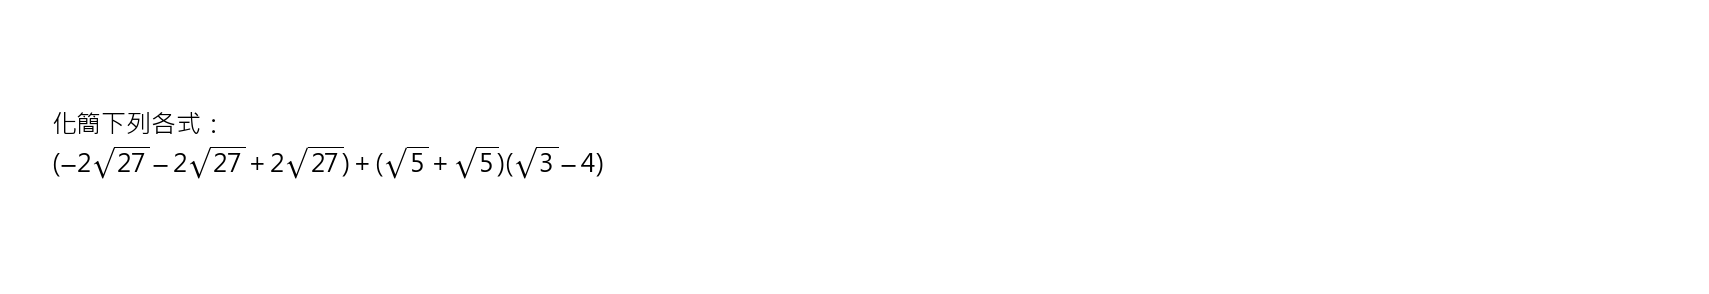 化簡下列各式：
(−2√27 − 2√27 + 2√27) + (√5 + √5)(√3 − 4)